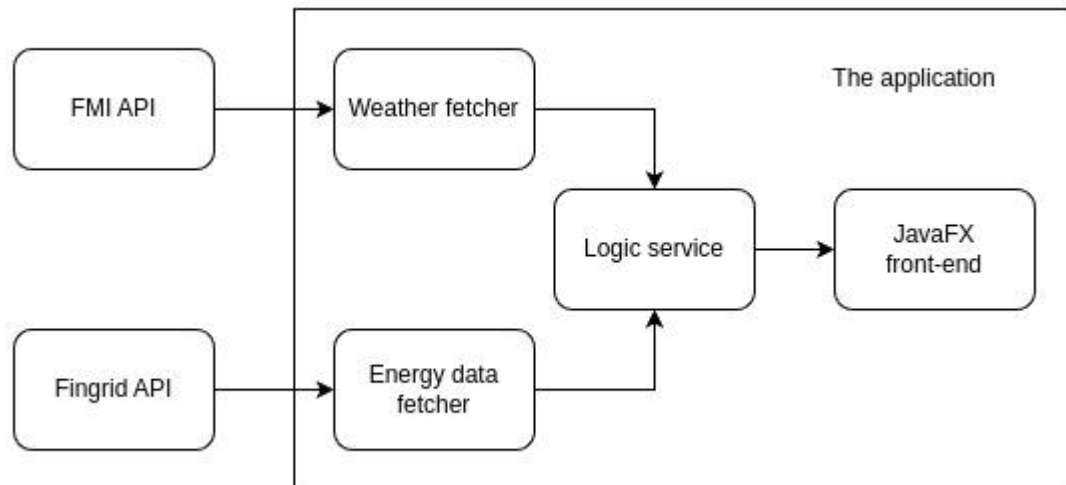 The application
FMI API
Weather fetcher
Logic service
JavaFX
front-end
Fingrid API
Energy data
fetcher